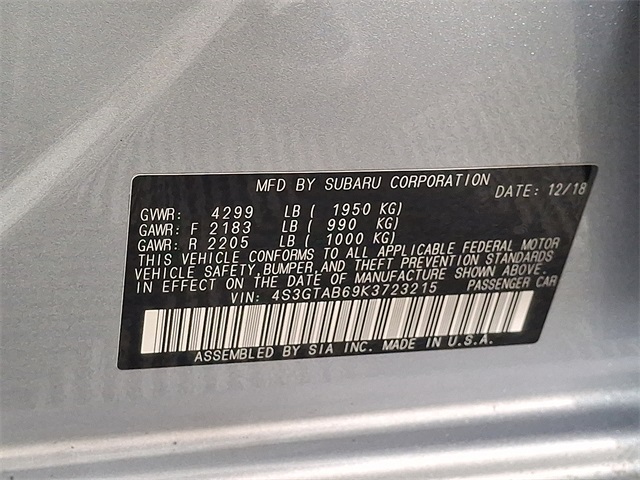 MFD BY SUBARU CORPORATION DATE: 12/18
GVWR: 4299 LB ( 1950 KG)
GAWR: F 2183 LB ( 990 KG)
GAWR: R 2205 LB ( 1000 KG)
THIS VEHICLE CONFORMS TO ALL APPLICABLE FEDERAL MOTOR
VEHICLE SAFETY, BUMPER, AND THEFT PREVENTION STANDARDS
IN EFFECT ON THE DATE OF MANUFACTURE SHOWN ABOVE.
VIN: 4S3GTAB69K3723215 PASSENGER CAR
ASSEMBLED BY SIA INC. MADE IN U.S.A.